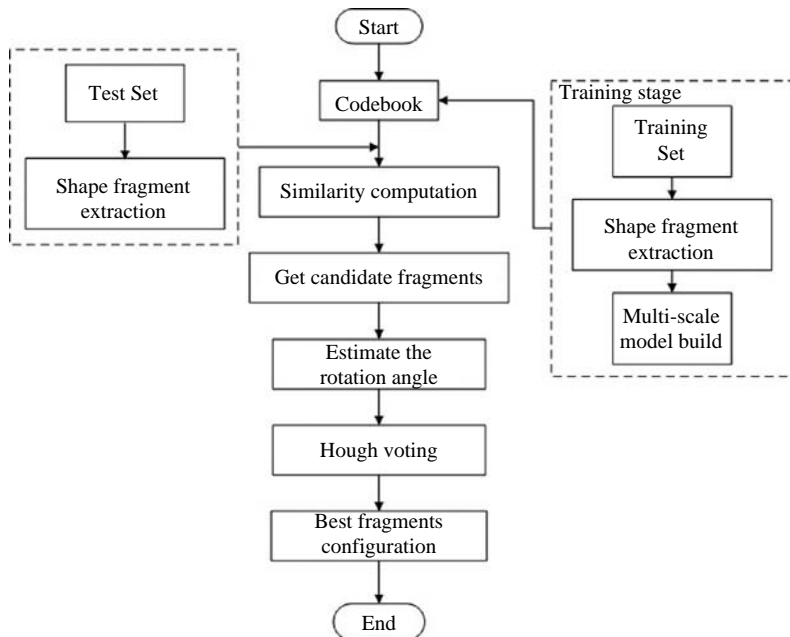 Start
Test Set
Shape fragment
extraction
Codebook
Training stage
Training
Set
Shape fragment
extraction
Multi-scale
model build
Similarity computation
Get candidate fragments
Estimate the
rotation angle
Hough voting
Best fragments
configuration
End